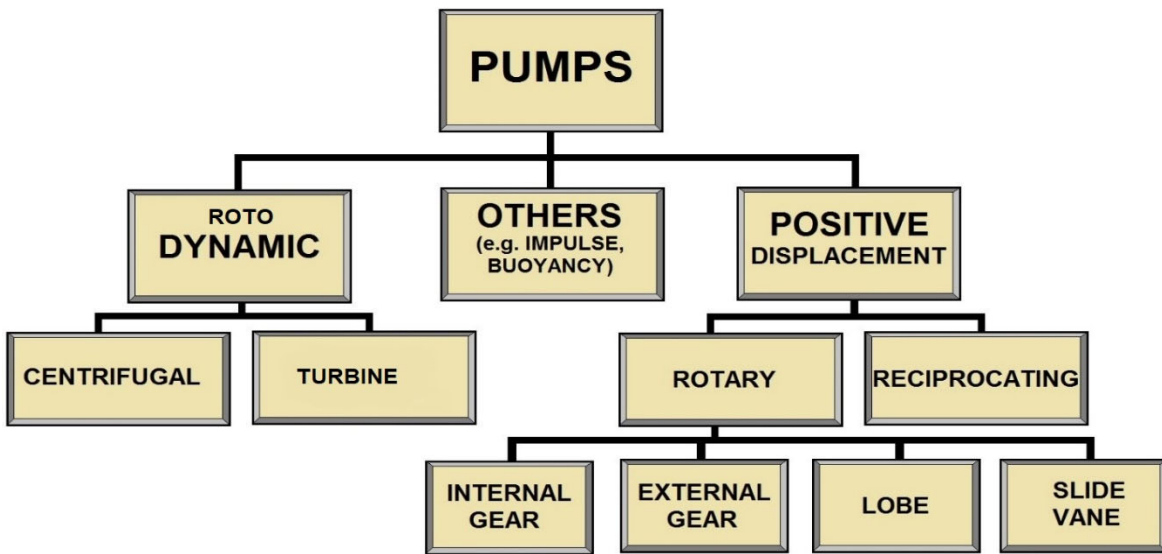 PUMPS
ROTO
DYNAMIC
OTHERS
(e.g. IMPULSE,
BUOYANCY)
POSITIVE
DISPLACEMENT
CENTRIFUGAL
TURBINE
ROTARY
RECIPROCATING
INTERNAL
GEAR
EXTERNAL
GEAR
LOBE
SLIDE
VANE